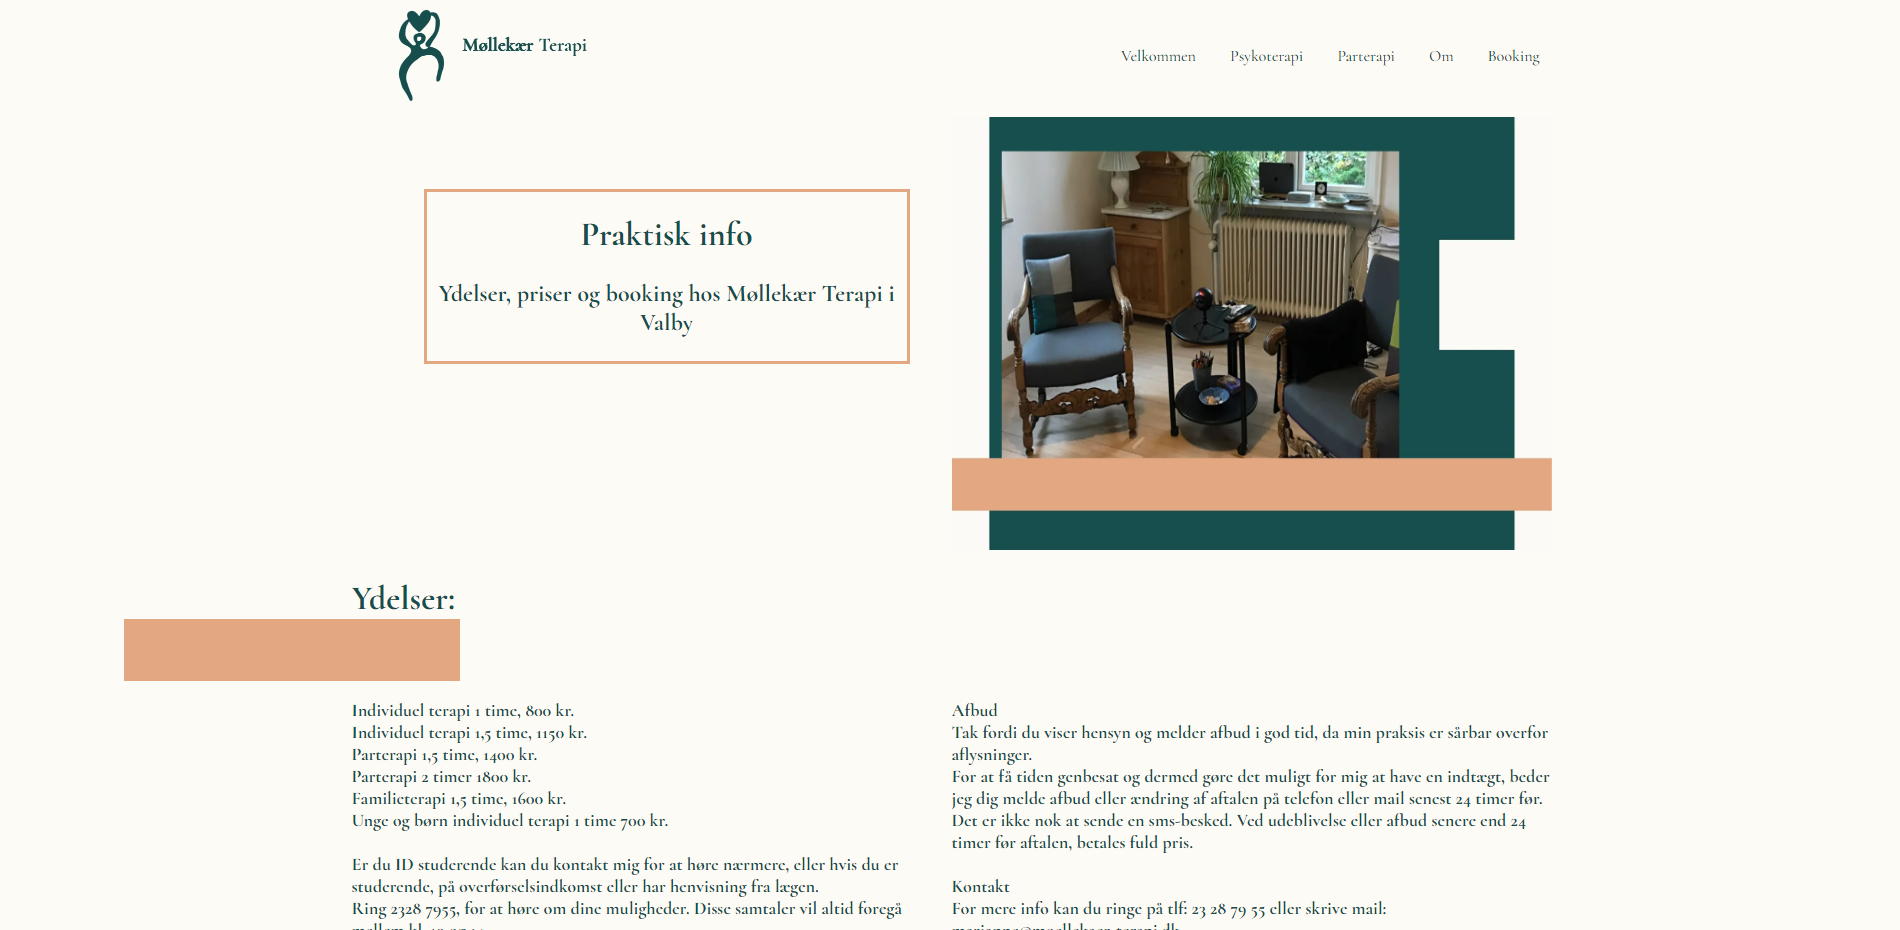 Møllekær Terapi
Velkommen Psykoterapi Parterapi Om Booking
Praktisk info
Ydelser, priser og booking hos Møllekær Terapi i
Valby
Ydelser:
Individuel terapi 1 time, 800 kr.
Individuel terapi 1,5 time, 1150 kr.
Parterapi 1,5 time, 1400 kr.
Parterapi 2 timer 1800 kr.
Familieterapi 1,5 time, 1600 kr.
Unge og børn individuel terapi 1 time 700 kr.
Er du ID studerende kan du kontakt mig for at høre nærmere, eller hvis du er
studerende, på overførselsindkomst eller har henvisning fra lægen.
Ring 2328 7955, for at høre om dine muligheder. Disse samtaler vil altid foregå
Afbud
Tak fordi du viser hensyn og melder afbud i god tid, da min praksis er sårbar overfor
aflysninger.
For at få tiden genbesat og dermed gøre det muligt for mig at have en indtægt, beder
jeg dig melde afbud eller ændring af aftalen på telefon eller mail senest 24 timer før.
Det er ikke nok at sende en sms-besked. Ved udeblivelse eller afbud senere end 24
timer før aftalen, betales fuld pris.
Kontakt
For mere info kan du ringe på tlf: 23 28 79 55 eller skrive mail: